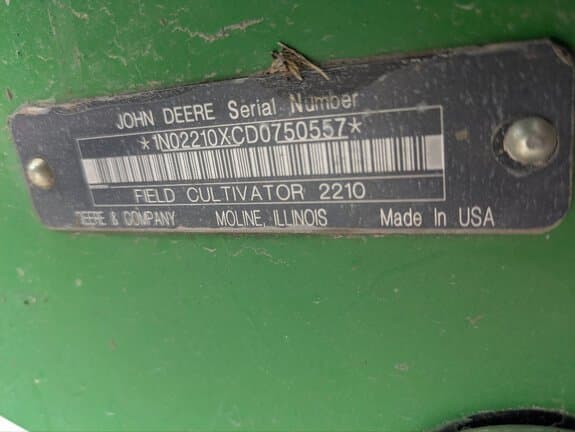 JOHN DEERE Serial Number
*1N02210XCD0750557*
FIELD CULTIVATOR 2210
DEERE & COMPANY MOLINE, ILLINOIS Made In USA